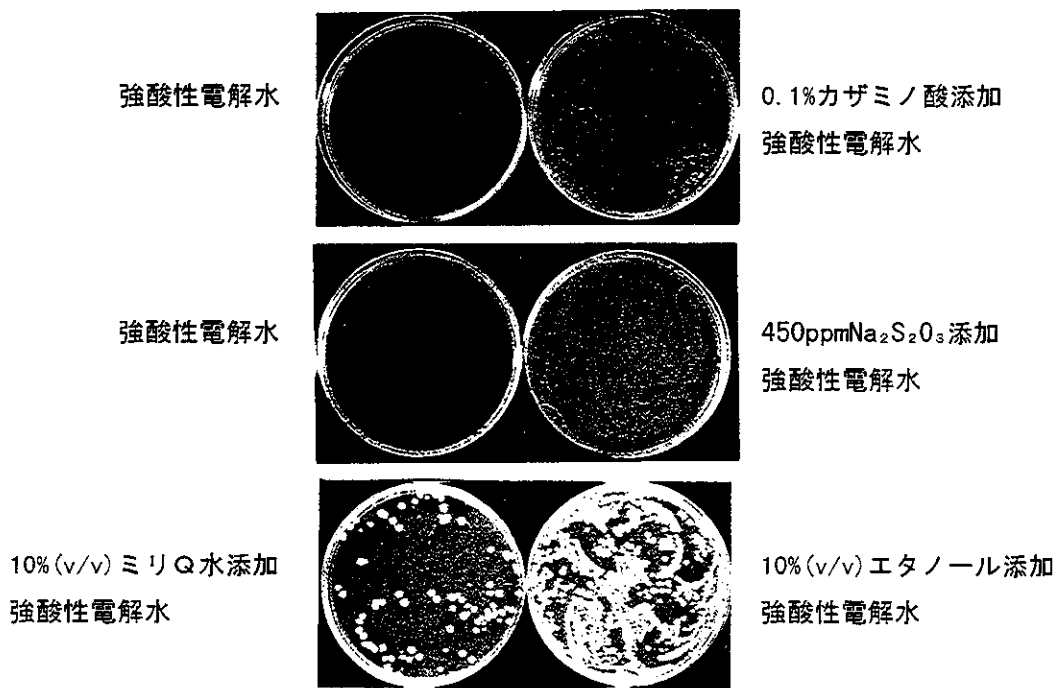 強酸性電解水
0.1%カザミノ酸添加
強酸性電解水
強酸性電解水
450ppmNa₂S₂O₃添加
強酸性電解水
10%(v/v)ミリQ水添加
強酸性電解水
10%(v/v)エタノール添加
強酸性電解水